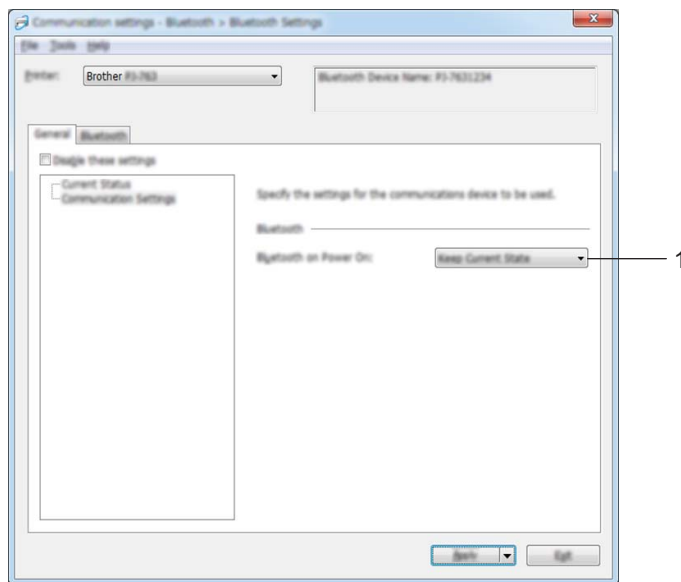 Communication settings - Bluetooth > Bluetooth Settings
File Tools Help
Printer: Brother PJ-763
Bluetooth Device Name: PJ-7631234
General Bluetooth
Disable these settings
Current Status
Communication Settings
Specify the settings for the communications device to be used.
Bluetooth
Bluetooth on Power On: Keep Current State
1
Apply Exit